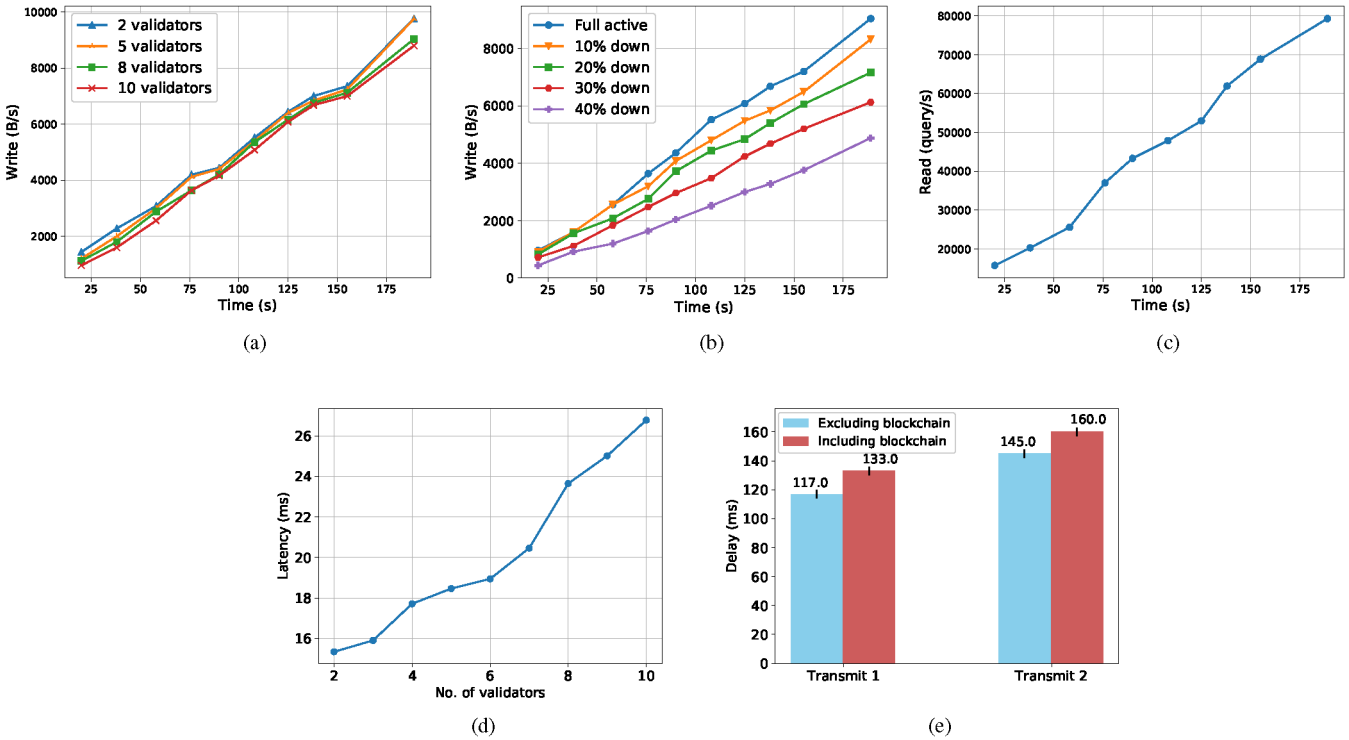 10000
8000
6000
4000
2000
Write (B/s)
2 validators
5 validators
8 validators
10 validators
25 50 75 100 125 150 175
Time (s)
(a)
8000
6000
4000
2000
0
Write (B/s)
Full active
10% down
20% down
30% down
40% down
25 50 75 100 125 150 175
Time (s)
(b)
80000
70000
60000
50000
40000
30000
20000
Read (query/s)
25 50 75 100 125 150 175
Time (s)
(c)
26
24
22
20
18
16
Latency (ms)
2 4 6 8 10
No. of validators
(d)
160
140
120
100
80
60
40
20
0
Delay (ms)
Excluding blockchain
Including blockchain
117.0
133.0
145.0
160.0
Transmit 1 Transmit 2
(e)